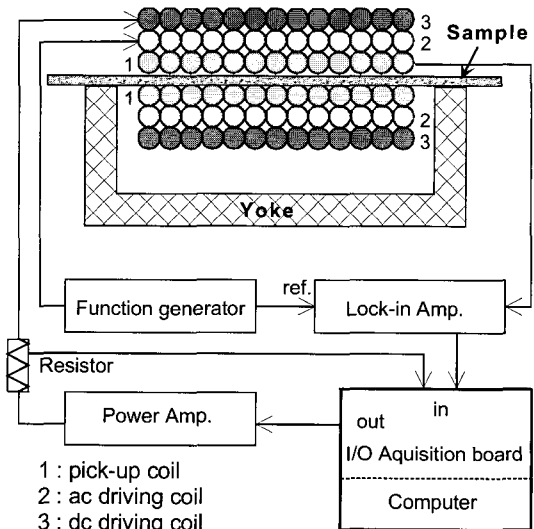 3
2
1
Sample
1
2
3
Yoke
Function generator
ref.
Lock-in Amp.
Resistor
Power Amp.
out
in
I/O Aquisition board
Computer
1 : pick-up coil
2 : ac driving coil
3 : dc driving coil